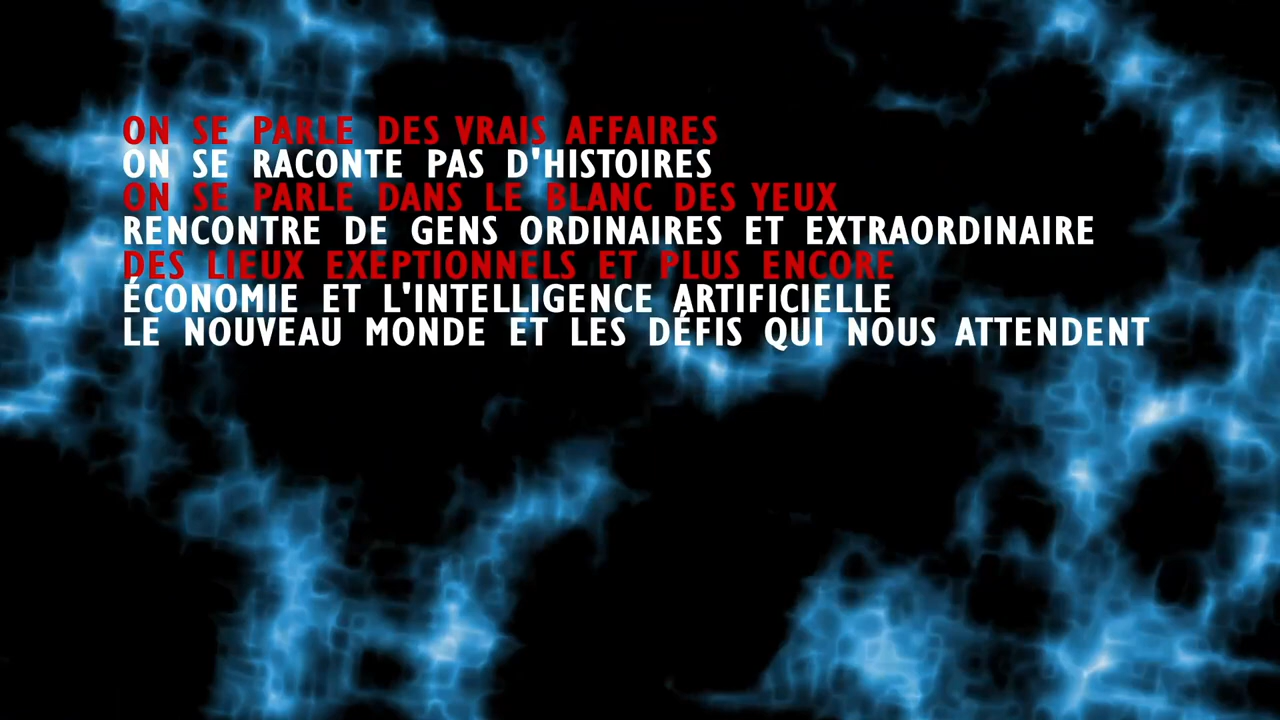 ON SE PARLE DES VRAIS AFFAIRES
ON SE RACONTE PAS D'HISTOIRES
ON SE PARLE DANS LE BLANC DES YEUX
RENCONTRE DE GENS ORDINAIRES ET EXTRAORDINAIRE
DES LIEUX EXEPTIONNELS ET PLUS ENCORE
ÉCONOMIE ET L'INTELLIGENCE ARTIFICIELLE
LE NOUVEAU MONDE ET LES DÉFIS QUI NOUS ATTENDENT